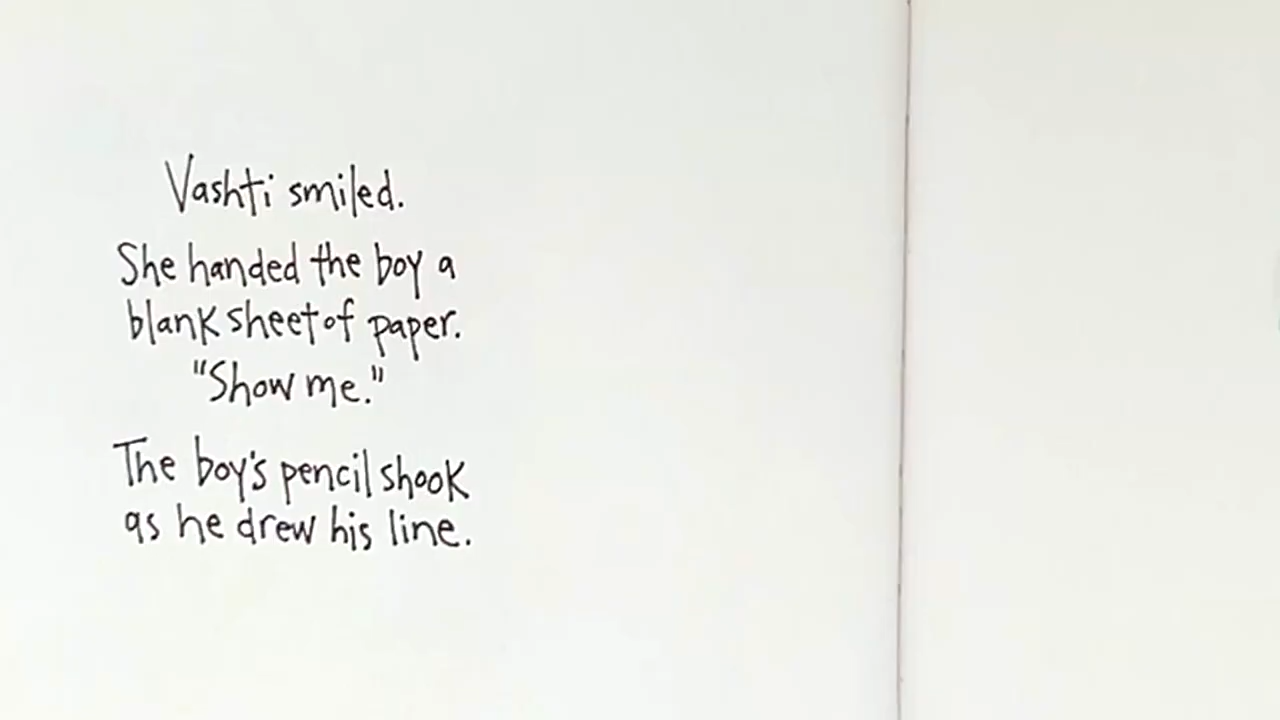 Vashti smiled.
She handed the boy a
blank sheet of paper.
"Show me."
The boy's pencil shook
as he drew his line.